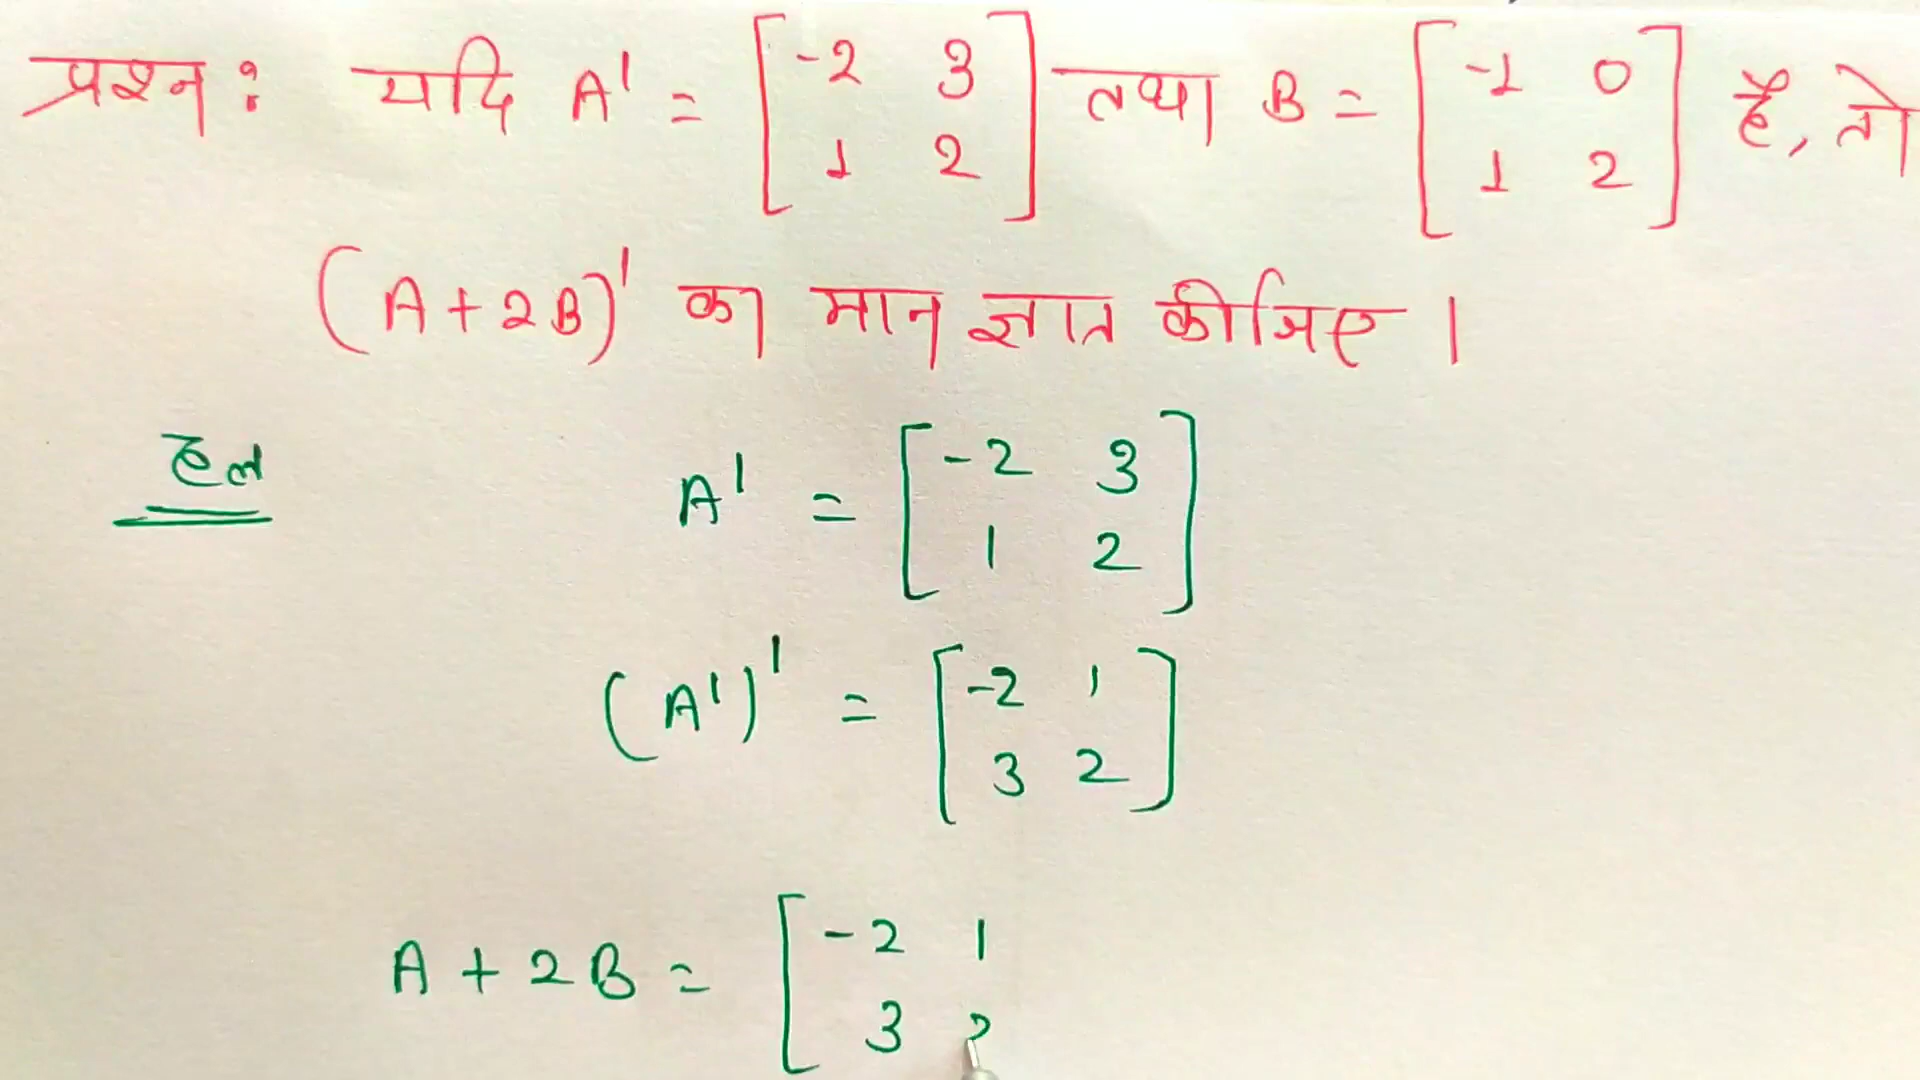 प्रश्न : यदि A' = [ -2 3 ; 1 2 ] तथा B = [ -1 0 ; 1 2 ] है, तो
(A+2B)' का मान ज्ञात कीजिए ।
हल
A' = [ -2 3 ; 1 2 ]
(A')' = [ -2 1 ; 3 2 ]
A + 2B = [ -2 1 ; 3